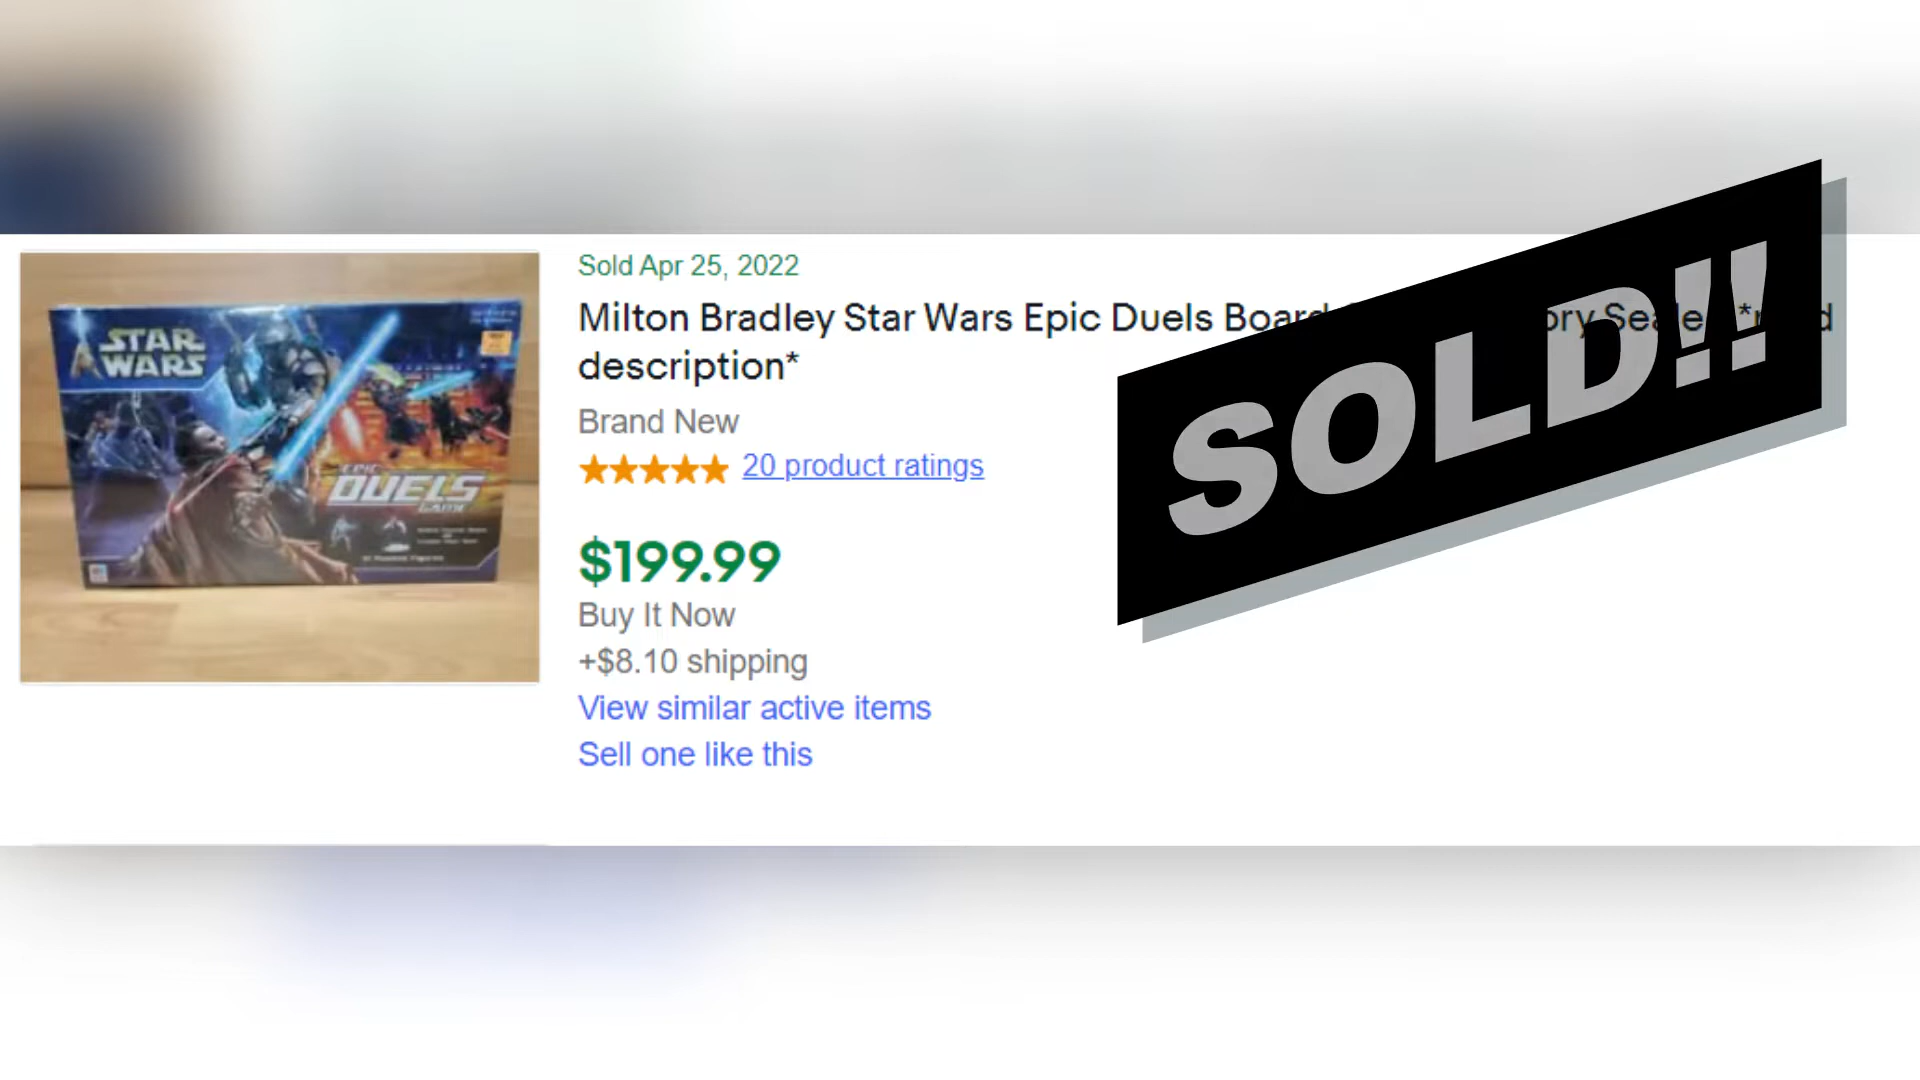 Sold Apr 25, 2022
Milton Bradley Star Wars Epic Duels Board
description*
Brand New
20 product ratings
$199.99
Buy It Now
+$8.10 shipping
View similar active items
Sell one like this
SOLD!!
STAR
WARS
EPIC
DUELS
GAME